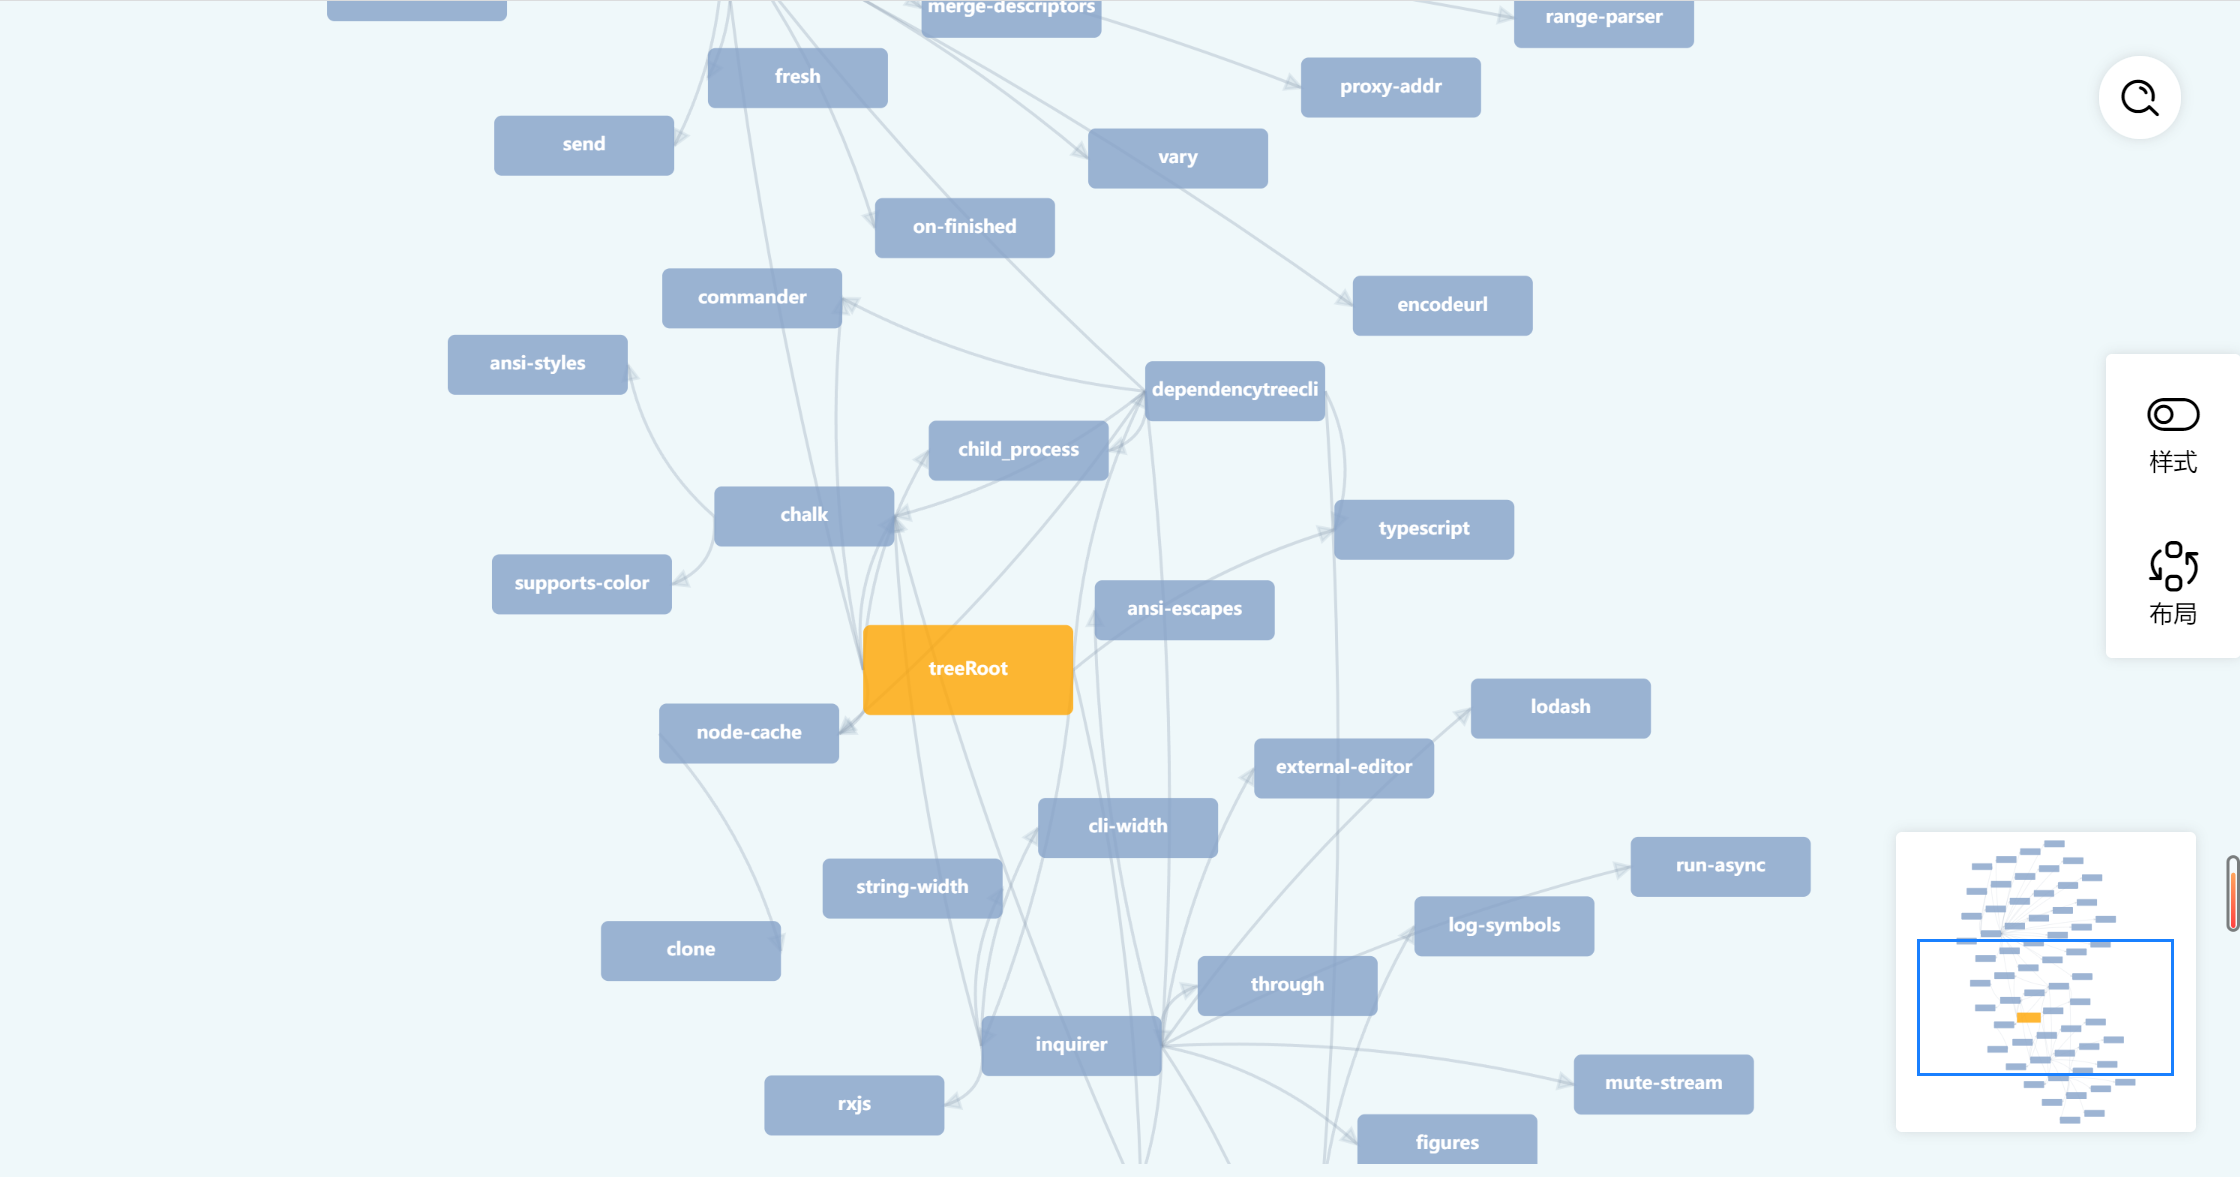 merge-descriptors
range-parser
fresh
proxy-addr
send
vary
on-finished
commander
encodeurl
ansi-styles
dependencytreecli
child_process
样式
chalk
typescript
supports-color
ansi-escapes
布局
treeRoot
lodash
node-cache
external-editor
cli-width
run-async
string-width
log-symbols
clone
through
inquirer
mute-stream
rxjs
figures